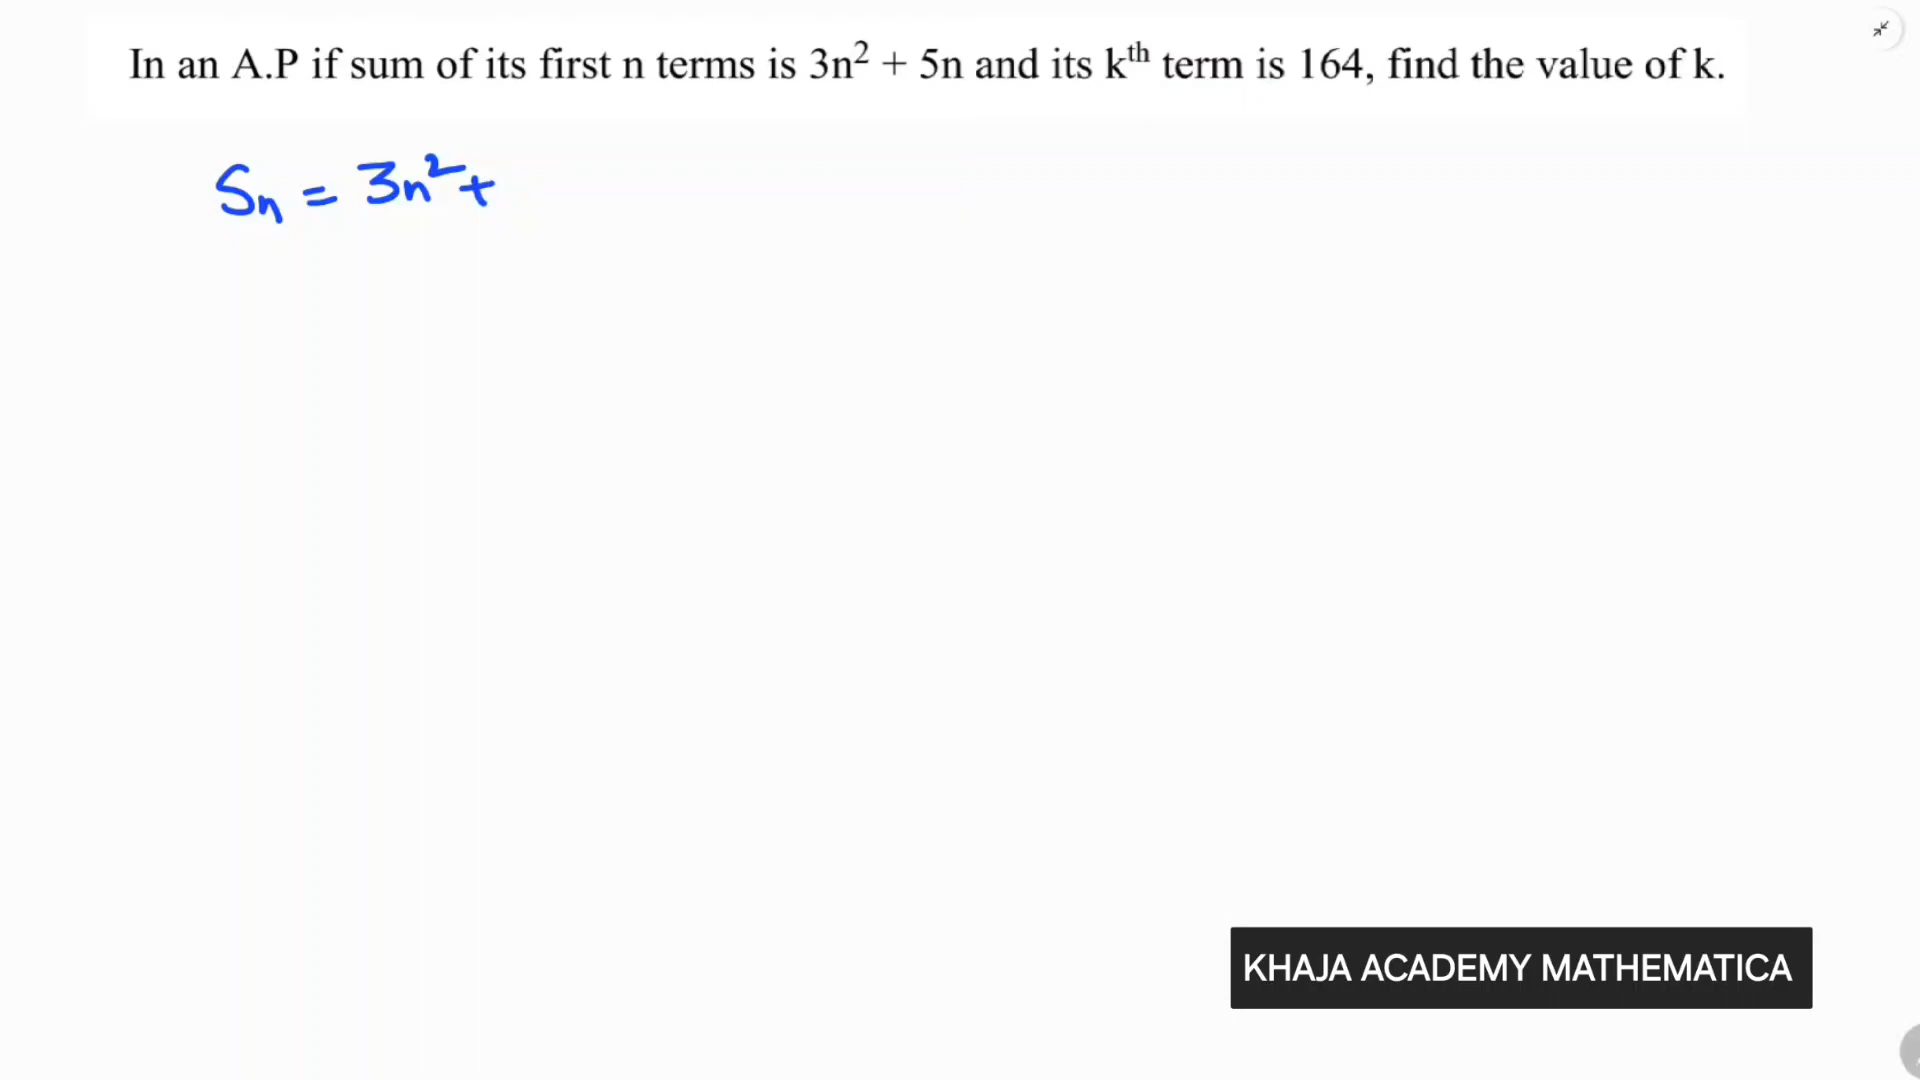 In an A.P if sum of its first n terms is 3n² + 5n and its kᵗʰ term is 164, find the value of k.
Sₙ = 3n² +
KHAJA ACADEMY MATHEMATICA